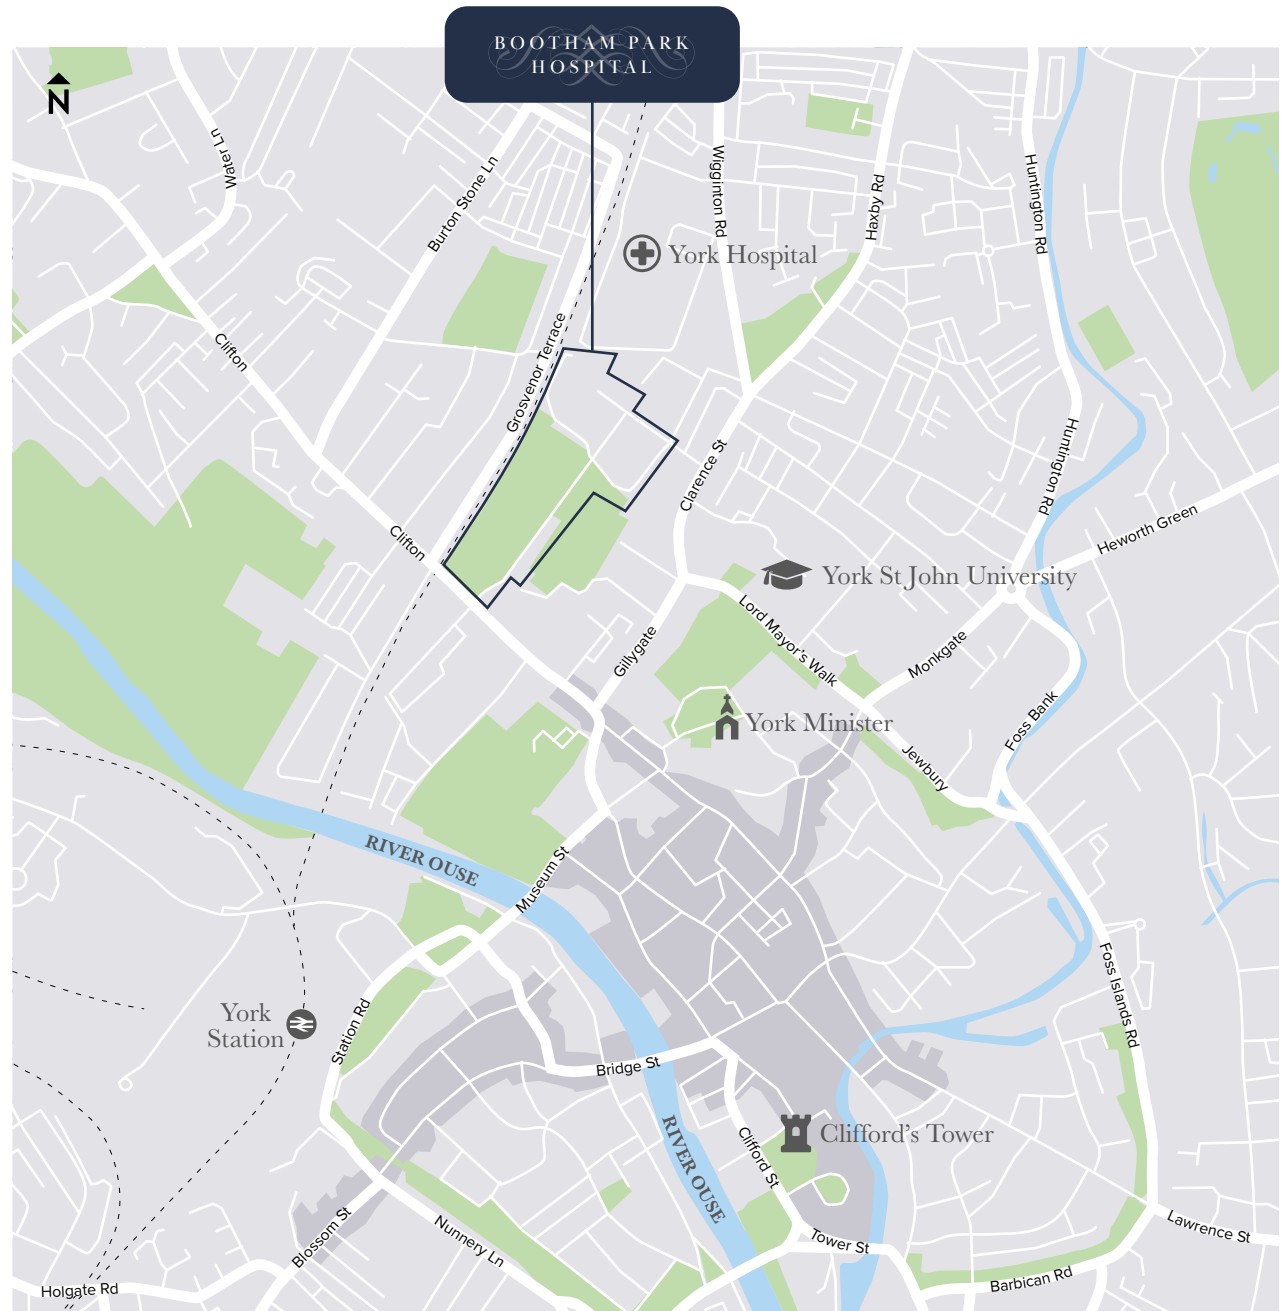 BOOTHAM PARK
HOSPITAL
N
Water Ln
Burton Stone Ln
Wigginton Rd
Haxby Rd
Huntington Rd
York Hospital
Clifton
Grosvenor Terrace
Clarence St
Huntington Rd
Heworth Green
Clifton
York St John University
Lord Mayor's Walk
Gillygate
Monkgate
York Minister
Foss Bank
Jewbury
RIVER OUSE
Museum St
Foss Islands Rd
York
Station
Station Rd
Bridge St
RIVER OUSE
Clifford St
Clifford's Tower
Blossom St
Nunnery Ln
Tower St
Lawrence St
Holgate Rd
Barbican Rd